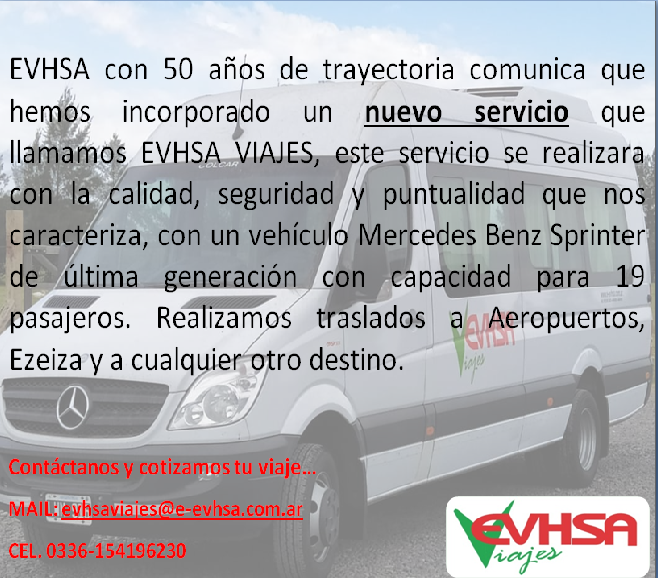 EVHSA con 50 años de trayectoria comunica que
hemos incorporado un nuevo servicio que
llamamos EVHSA VIAJES, este servicio se realizara
con la calidad, seguridad y puntualidad que nos
caracteriza, con un vehículo Mercedes Benz Sprinter
de última generación con capacidad para 19
pasajeros. Realizamos traslados a Aeropuertos,
Ezeiza y a cualquier otro destino.
EVHSA
Viajes
Contáctanos y cotizamos tu viaje...
MAIL: evhsaviajes@e-evhsa.com.ar
CEL. 0336-154196230
EVHSA
Viajes